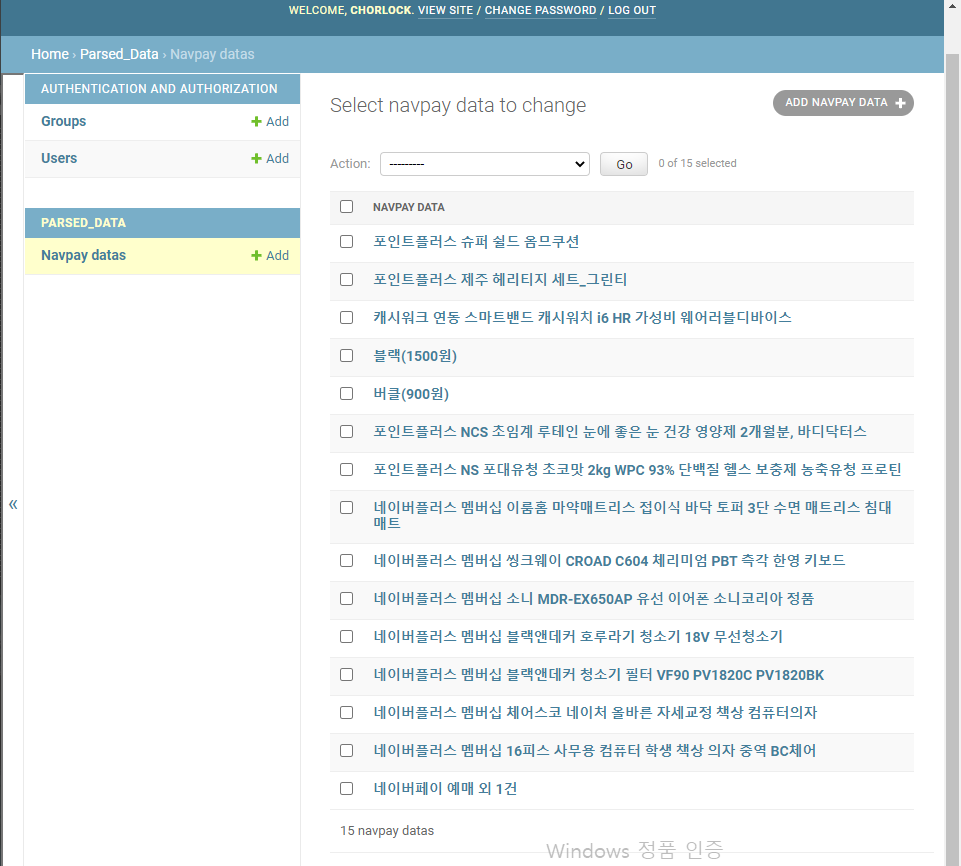 WELCOME, CHORLOCK. VIEW SITE / CHANGE PASSWORD / LOG OUT
Home › Parsed_Data › Navpay datas
AUTHENTICATION AND AUTHORIZATION
Groups + Add
Users + Add
PARSED_DATA
Navpay datas + Add
«
Select navpay data to change
ADD NAVPAY DATA +
Action: --------- Go 0 of 15 selected
NAVPAY DATA
포인트플러스 슈퍼 쉴드 옴므쿠션
포인트플러스 제주 헤리티지 세트_그린티
캐시워크 연동 스마트밴드 캐시워치 i6 HR 가성비 웨어러블디바이스
블랙(1500원)
버클(900원)
포인트플러스 NCS 초임계 루테인 눈에 좋은 눈 건강 영양제 2개월분, 바디닥터스
포인트플러스 NS 포대유청 초코맛 2kg WPC 93% 단백질 헬스 보충제 농축유청 프로틴
네이버플러스 멤버십 이룸홈 마약매트리스 접이식 바닥 토퍼 3단 수면 매트리스 침대
매트
네이버플러스 멤버십 씽크웨이 CROAD C604 체리미엄 PBT 측각 한영 키보드
네이버플러스 멤버십 소니 MDR-EX650AP 유선 이어폰 소니코리아 정품
네이버플러스 멤버십 블랙앤데커 호루라기 청소기 18V 무선청소기
네이버플러스 멤버십 블랙앤데커 청소기 필터 VF90 PV1820C PV1820BK
네이버플러스 멤버십 체어스코 네이처 올바른 자세교정 책상 컴퓨터의자
네이버플러스 멤버십 16피스 사무용 컴퓨터 학생 책상 의자 중역 BC체어
네이버페이 예매 외 1건
15 navpay datas
Windows 정품 인증